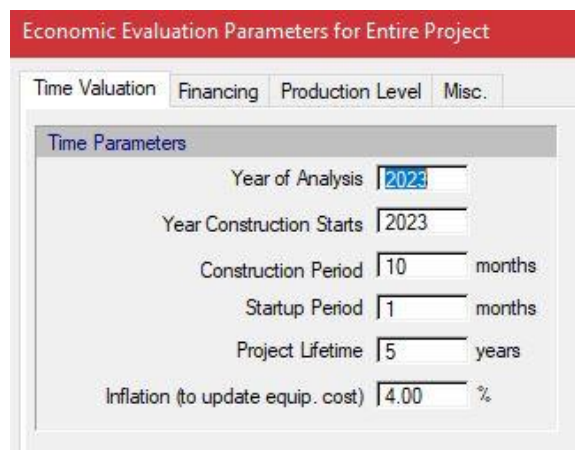 Economic Evaluation Parameters for Entire Project
Time Valuation Financing Production Level Misc.
Time Parameters
Year of Analysis 2023
Year Construction Starts 2023
Construction Period 10 months
Startup Period 1 months
Project Lifetime 5 years
Inflation (to update equip. cost) 4.00 %